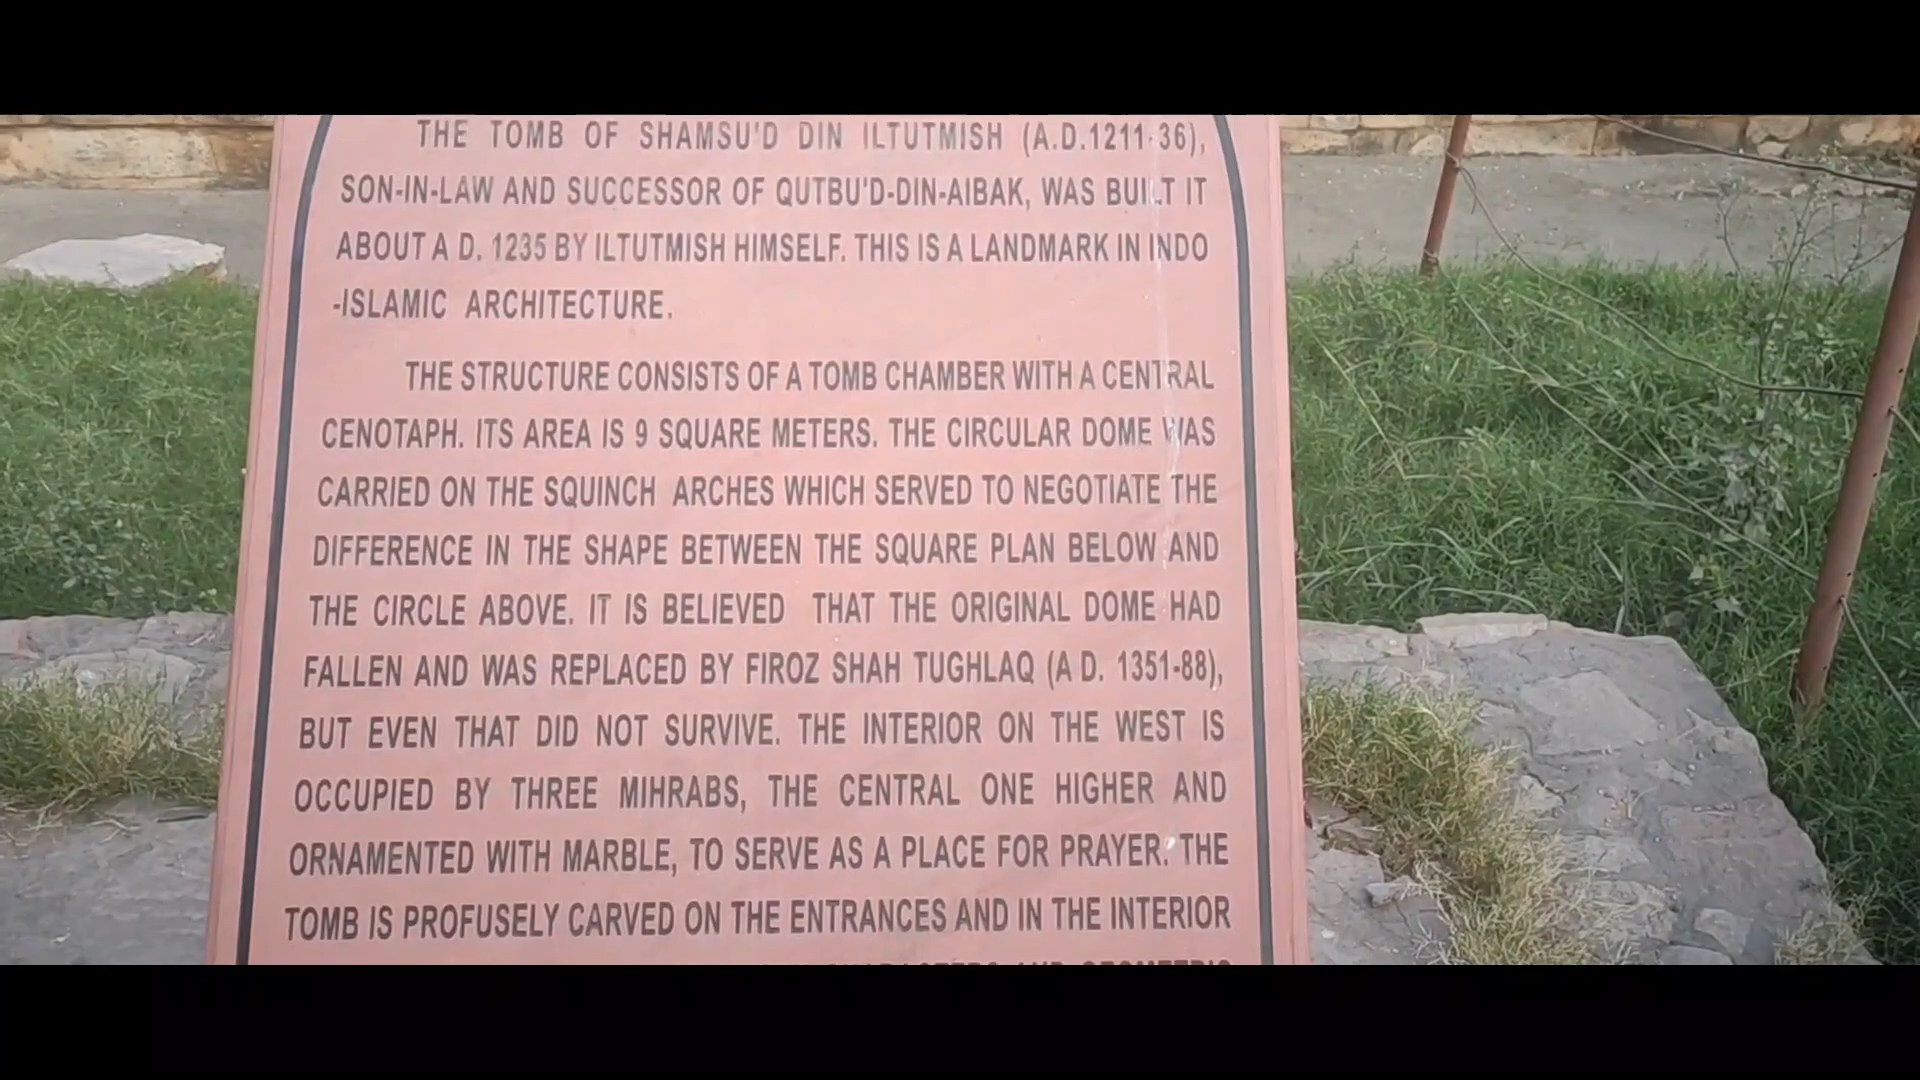 THE TOMB OF SHAMSU'D DIN ILTUTMISH (A.D.1211-36),
SON-IN-LAW AND SUCCESSOR OF QUTBU'D-DIN-AIBAK, WAS BUILT IT
ABOUT A D. 1235 BY ILTUTMISH HIMSELF. THIS IS A LANDMARK IN INDO
-ISLAMIC ARCHITECTURE.
THE STRUCTURE CONSISTS OF A TOMB CHAMBER WITH A CENTRAL
CENOTAPH. ITS AREA IS 9 SQUARE METERS. THE CIRCULAR DOME WAS
CARRIED ON THE SQUINCH ARCHES WHICH SERVED TO NEGOTIATE THE
DIFFERENCE IN THE SHAPE BETWEEN THE SQUARE PLAN BELOW AND
THE CIRCLE ABOVE. IT IS BELIEVED THAT THE ORIGINAL DOME HAD
FALLEN AND WAS REPLACED BY FIROZ SHAH TUGHLAQ (A D. 1351-88),
BUT EVEN THAT DID NOT SURVIVE. THE INTERIOR ON THE WEST IS
OCCUPIED BY THREE MIHRABS, THE CENTRAL ONE HIGHER AND
ORNAMENTED WITH MARBLE, TO SERVE AS A PLACE FOR PRAYER. THE
TOMB IS PROFUSELY CARVED ON THE ENTRANCES AND IN THE INTERIOR